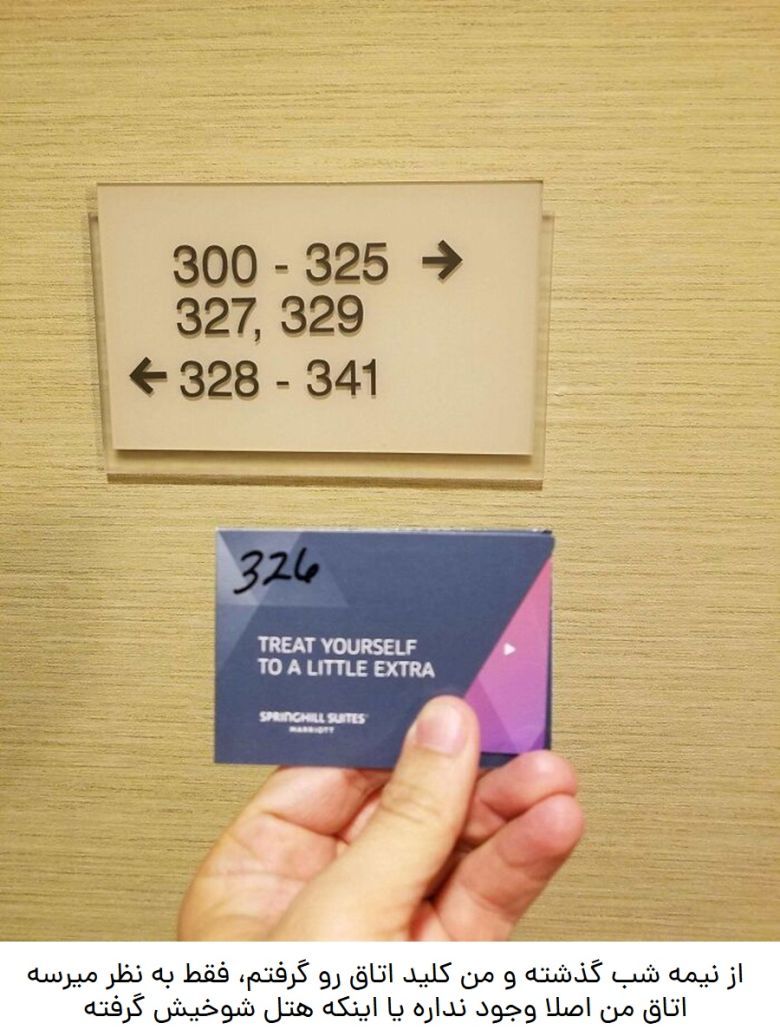 300 - 325 →
327, 329
← 328 - 341
326
TREAT YOURSELF
TO A LITTLE EXTRA
SPRINGHILL SUITES
MARRIOTT
از نیمه شب گذشته و من کلید اتاق رو گرفتم، فقط به نظر میرسه
اتاق من اصلا وجود نداره یا اینکه هتل شوخیش گرفته